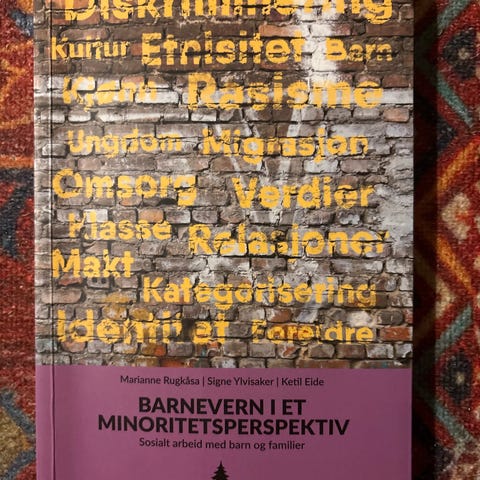 Diskriminering
Kultur Etnisitet Barn
Kjønn Rasisme
Ungdom Migrasjon
Omsorg Verdier
Klasse Relasjoner
Makt
Kategorisering
Identitet Foreldre
Marianne Rugkåsa | Signe Ylvisaker | Ketil Eide
BARNEVERN I ET
MINORITETSPERSPEKTIV
Sosialt arbeid med barn og familier